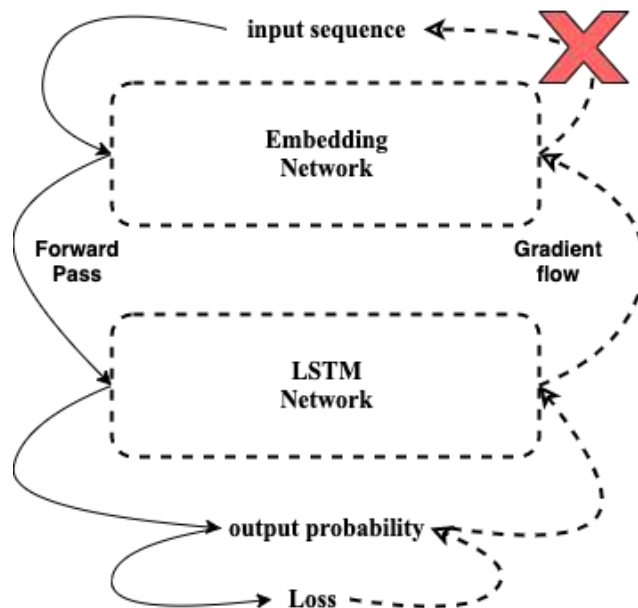 input sequence
Embedding
Network
Forward
Pass
Gradient
flow
LSTM
Network
output probability
Loss